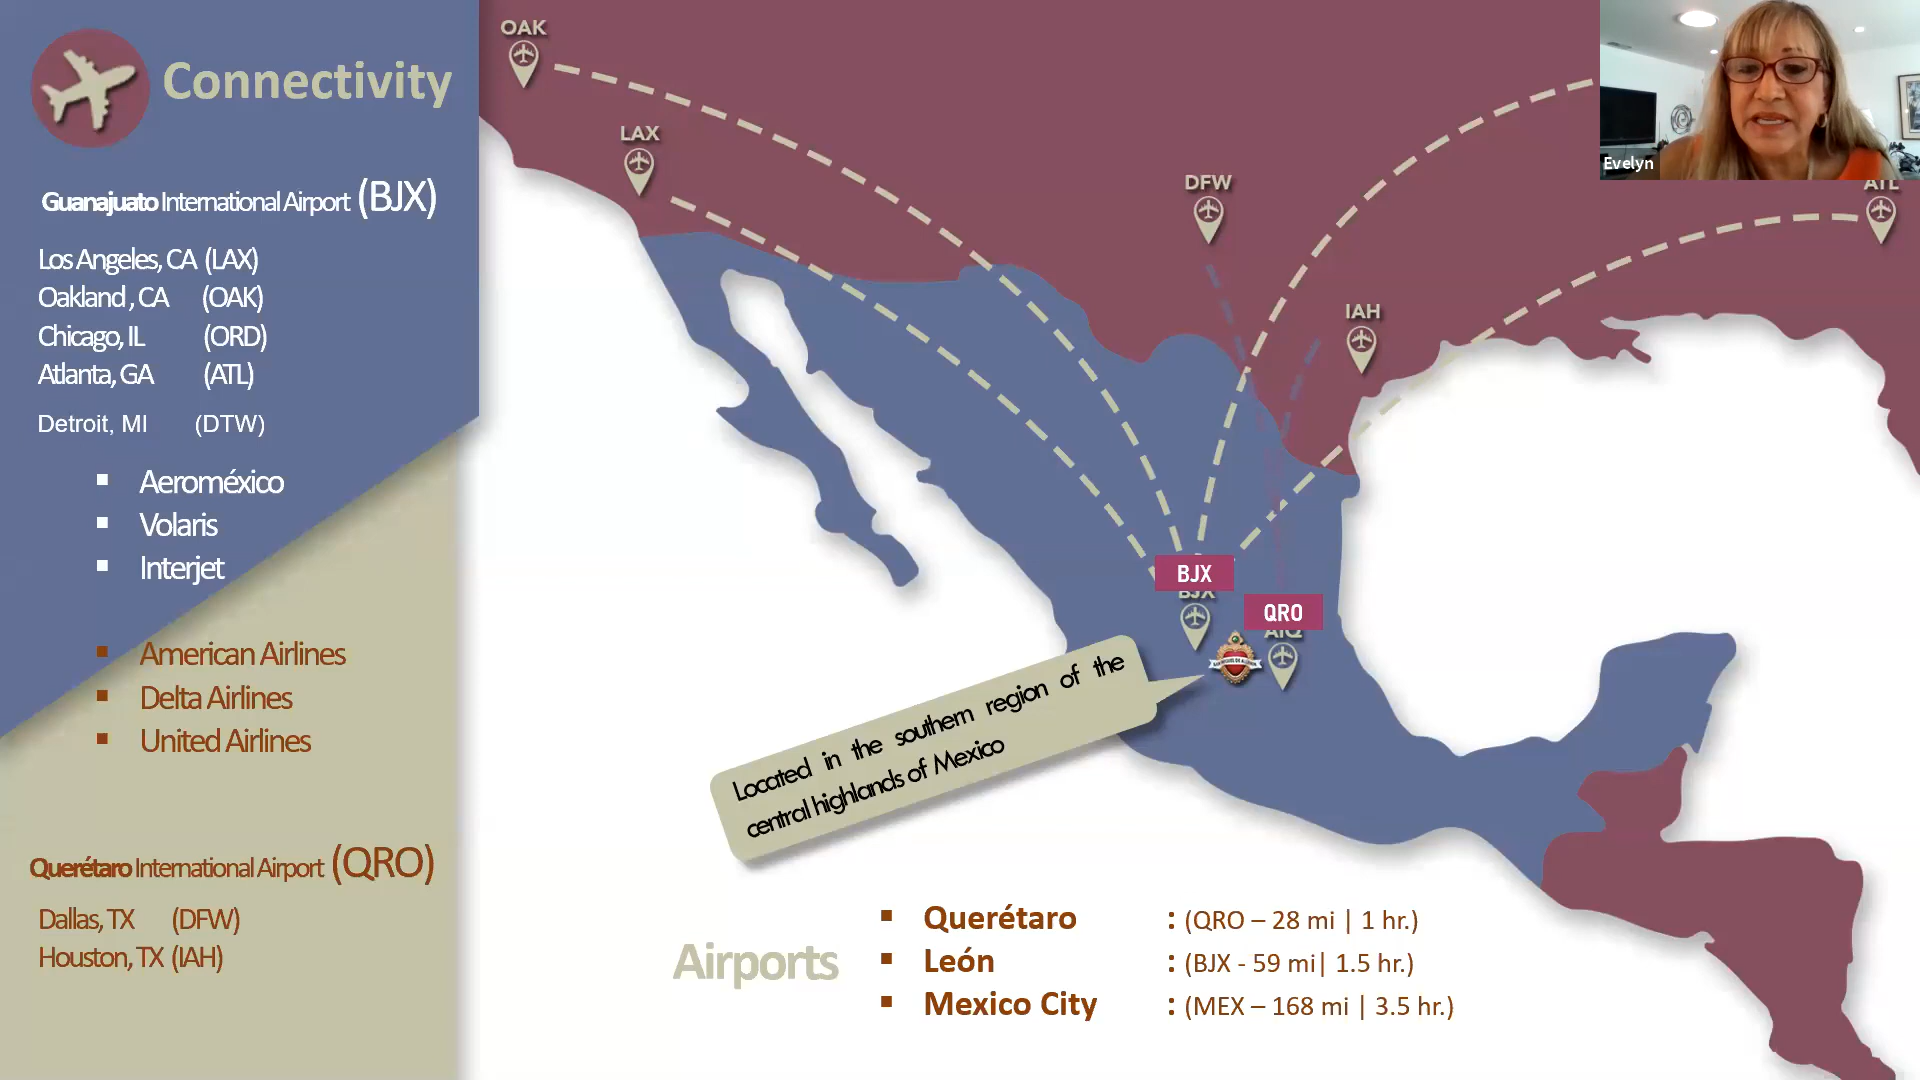 Connectivity
Guanajuato International Airport (BJX)
Los Angeles, CA (LAX)
Oakland , CA (OAK)
Chicago, IL (ORD)
Atlanta, GA (ATL)
Detroit, MI (DTW)
▪ Aeroméxico
▪ Volaris
▪ Interjet
▪ American Airlines
▪ Delta Airlines
▪ United Airlines
Querétaro International Airport (QRO)
Dallas, TX (DFW)
Houston, TX (IAH)
OAK
LAX
DFW
IAH
ATL
Evelyn
BJX
BJX
QRO
AIQ
Located in the southern region of the
central highlands of Mexico
Airports
▪ Querétaro : (QRO – 28 mi | 1 hr.)
▪ León : (BJX - 59 mi| 1.5 hr.)
▪ Mexico City : (MEX – 168 mi | 3.5 hr.)